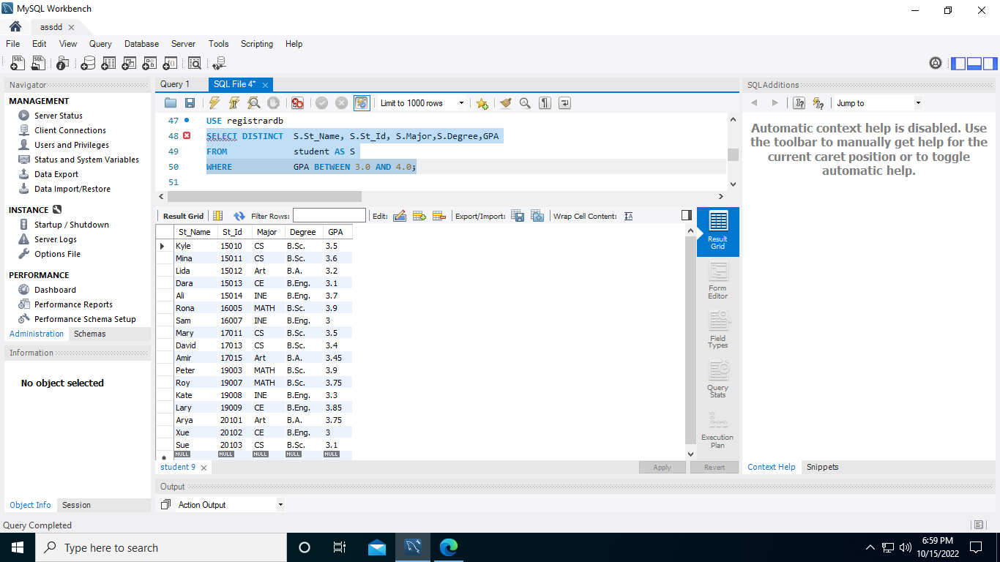 MySQL Workbench
assdd
File Edit View Query Database Server Tools Scripting Help
Navigator
MANAGEMENT
Server Status
Client Connections
Users and Privileges
Status and System Variables
Data Export
Data Import/Restore
INSTANCE
Startup / Shutdown
Server Logs
Options File
PERFORMANCE
Dashboard
Performance Reports
Performance Schema Setup
Administration Schemas
Information
No object selected
Object Info Session
Query 1 SQL File 4*
Limit to 1000 rows
47 USE registrardb
48 SELECT DISTINCT S.St_Name, S.St_Id, S.Major,S.Degree,GPA
49 FROM student AS S
50 WHERE GPA BETWEEN 3.0 AND 4.0;
51
Result Grid Filter Rows: Edit: Export/Import: Wrap Cell Content:
St_Name St_Id Major Degree GPA
Kyle 15010 CS B.Sc. 3.5
Mina 15011 CS B.Sc. 3.6
Lida 15012 Art B.A. 3.2
Dara 15013 CE B.Eng. 3.1
Ali 15014 INE B.Eng. 3.7
Rona 16005 MATH B.Sc. 3.9
Sam 16007 INE B.Eng. 3
Mary 17011 CS B.Sc. 3.5
David 17013 CS B.Sc. 3.4
Amir 17015 Art B.A. 3.45
Peter 19003 MATH B.Sc. 3.9
Roy 19007 MATH B.Sc. 3.75
Kate 19008 INE B.Eng. 3.3
Lary 19009 CE B.Eng. 3.85
Arya 20101 Art B.A. 3.75
Xue 20102 CE B.Eng. 3
Sue 20103 CS B.Sc. 3.1
NULL NULL NULL NULL NULL
Result
Grid
Form
Editor
Field
Types
Query
Stats
Execution
Plan
student 9 Apply Revert
Output
Action Output
SQLAdditions
Jump to
Automatic context help is disabled. Use
the toolbar to manually get help for the
current caret position or to toggle
automatic help.
Context Help Snippets
Query Completed
Type here to search
6:59 PM
10/15/2022